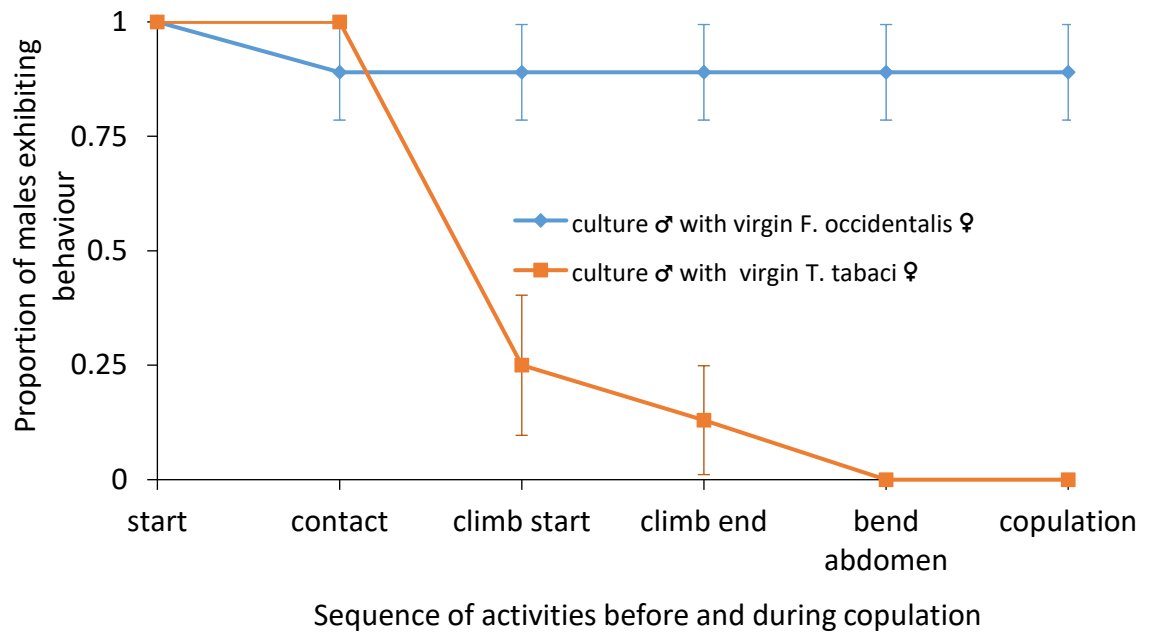 Proportion of males exhibiting
behaviour
1
0.75
0.5
0.25
0
culture ♂ with virgin F. occidentalis ♀
culture ♂ with  virgin T. tabaci ♀
start
contact
climb start
climb end
bend
abdomen
copulation
Sequence of activities before and during copulation